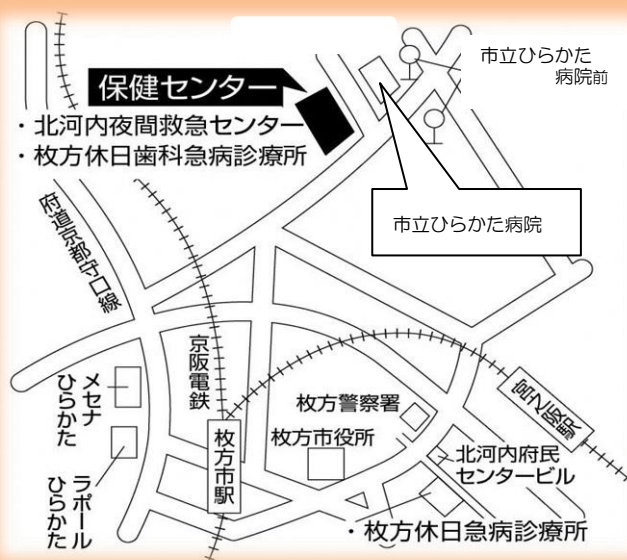 市立ひらかた
病院前
保健センター
・北河内夜間救急センター
・枚方休日歯科急病診療所
市立ひらかた病院
府道京都守口線
京阪電鉄
メセナ
ひらかた
枚方警察署
宮之阪駅
枚方市役所
枚方市駅
北河内府民
センタービル
ラポール
ひらかた
・枚方休日急病診療所